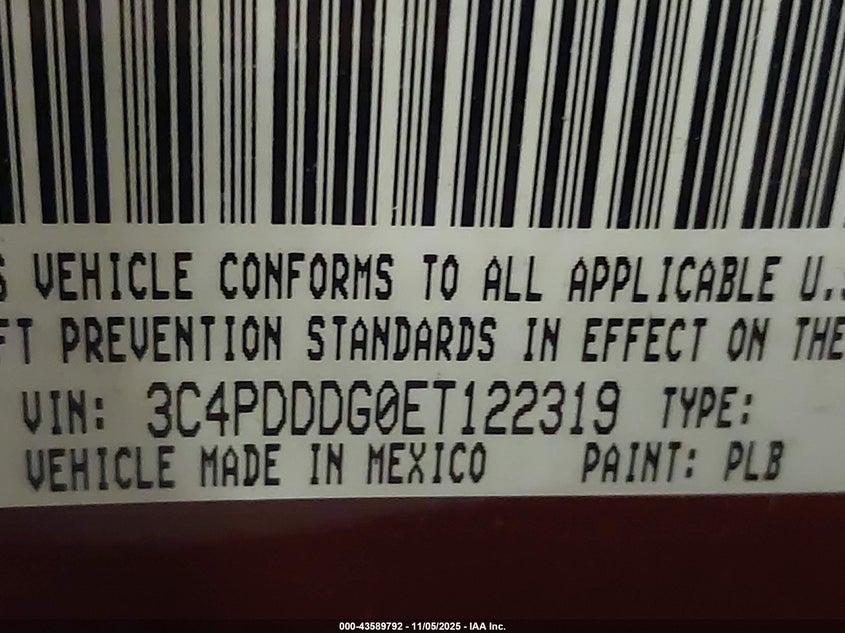 VEHICLE CONFORMS TO ALL APPLICABLE U.S
FT PREVENTION STANDARDS IN EFFECT ON THE
VIN: 3C4PDDDG0ET122319 TYPE:
VEHICLE MADE IN MEXICO PAINT: PLB
000-43589792 - 11/05/2025 - IAA Inc.